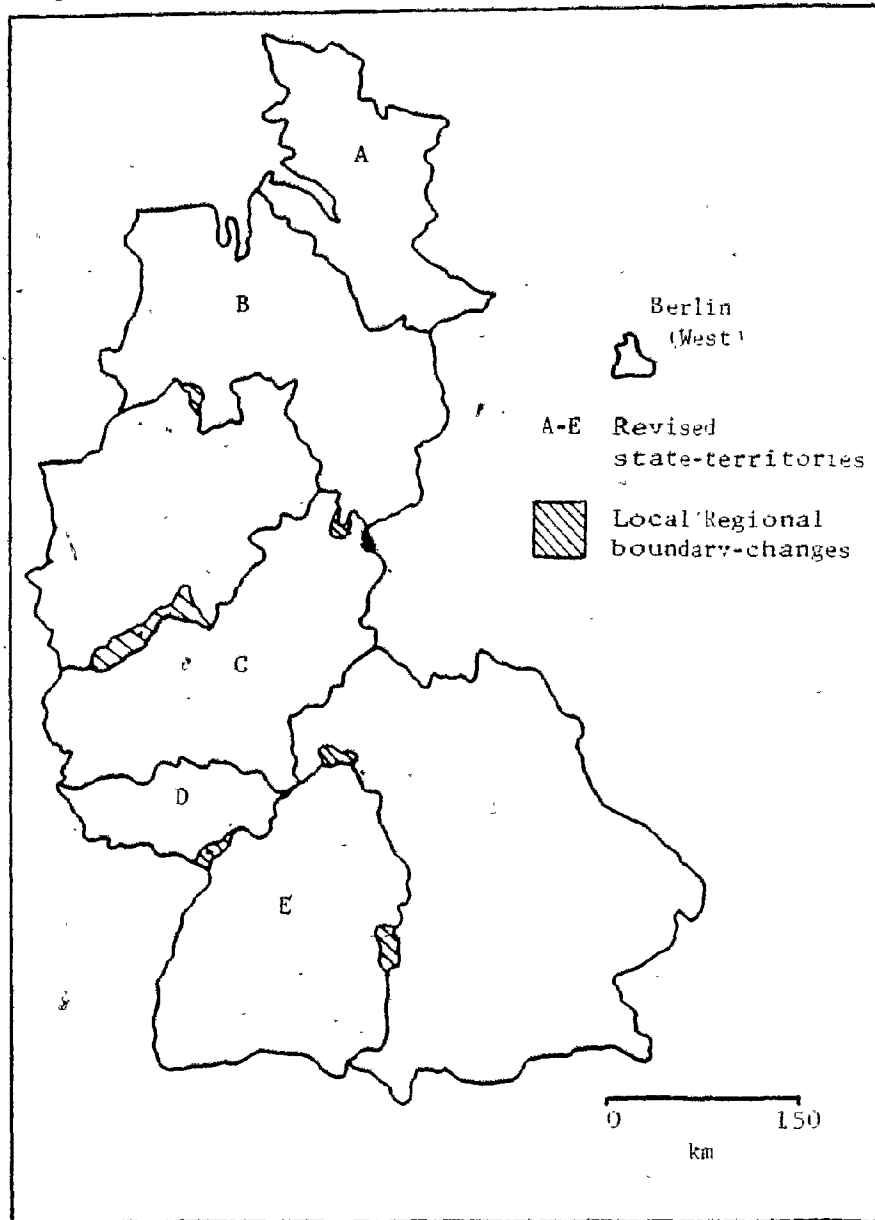 A
B
Berlin
(West)
A-E Revised
state-territories
Local/Regional
boundary-changes
C
D
E
0 150
km